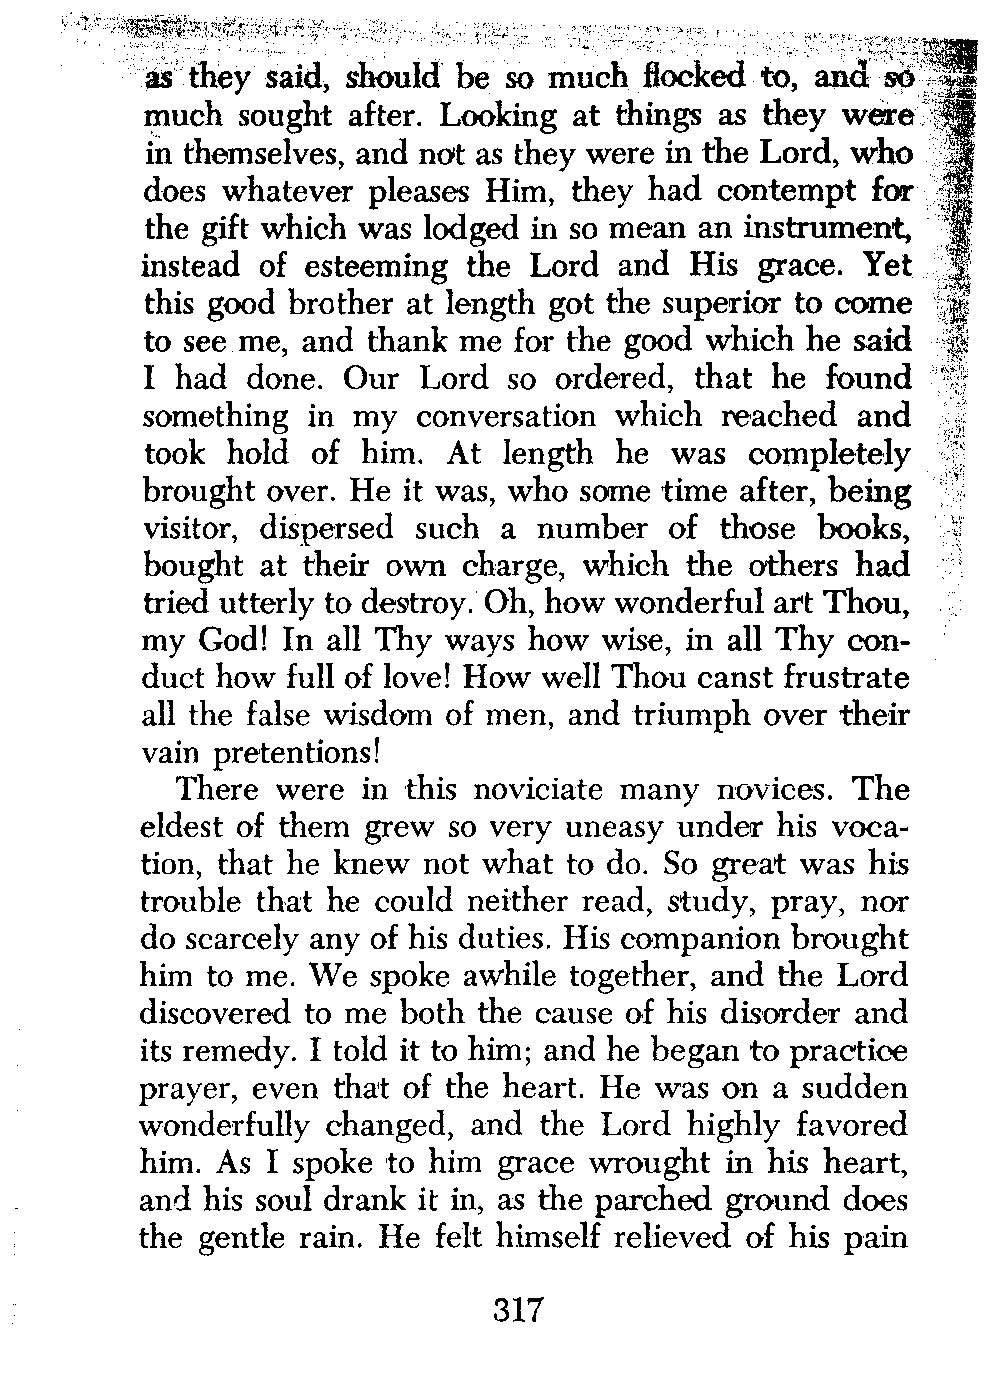 as they said, should be so much flocked to, and so
much sought after. Looking at things as they were
in themselves, and not as they were in the Lord, who
does whatever pleases Him, they had contempt for
the gift which was lodged in so mean an instrument,
instead of esteeming the Lord and His grace. Yet
this good brother at length got the superior to come
to see me, and thank me for the good which he said
I had done. Our Lord so ordered, that he found
something in my conversation which reached and
took hold of him. At length he was completely
brought over. He it was, who some time after, being
visitor, dispersed such a number of those books,
bought at their own charge, which the others had
tried utterly to destroy. Oh, how wonderful art Thou,
my God! In all Thy ways how wise, in all Thy con-
duct how full of love! How well Thou canst frustrate
all the false wisdom of men, and triumph over their
vain pretentions!
There were in this noviciate many novices. The
eldest of them grew so very uneasy under his voca-
tion, that he knew not what to do. So great was his
trouble that he could neither read, study, pray, nor
do scarcely any of his duties. His companion brought
him to me. We spoke awhile together, and the Lord
discovered to me both the cause of his disorder and
its remedy. I told it to him; and he began to practice
prayer, even that of the heart. He was on a sudden
wonderfully changed, and the Lord highly favored
him. As I spoke to him grace wrought in his heart,
and his soul drank it in, as the parched ground does
the gentle rain. He felt himself relieved of his pain
317